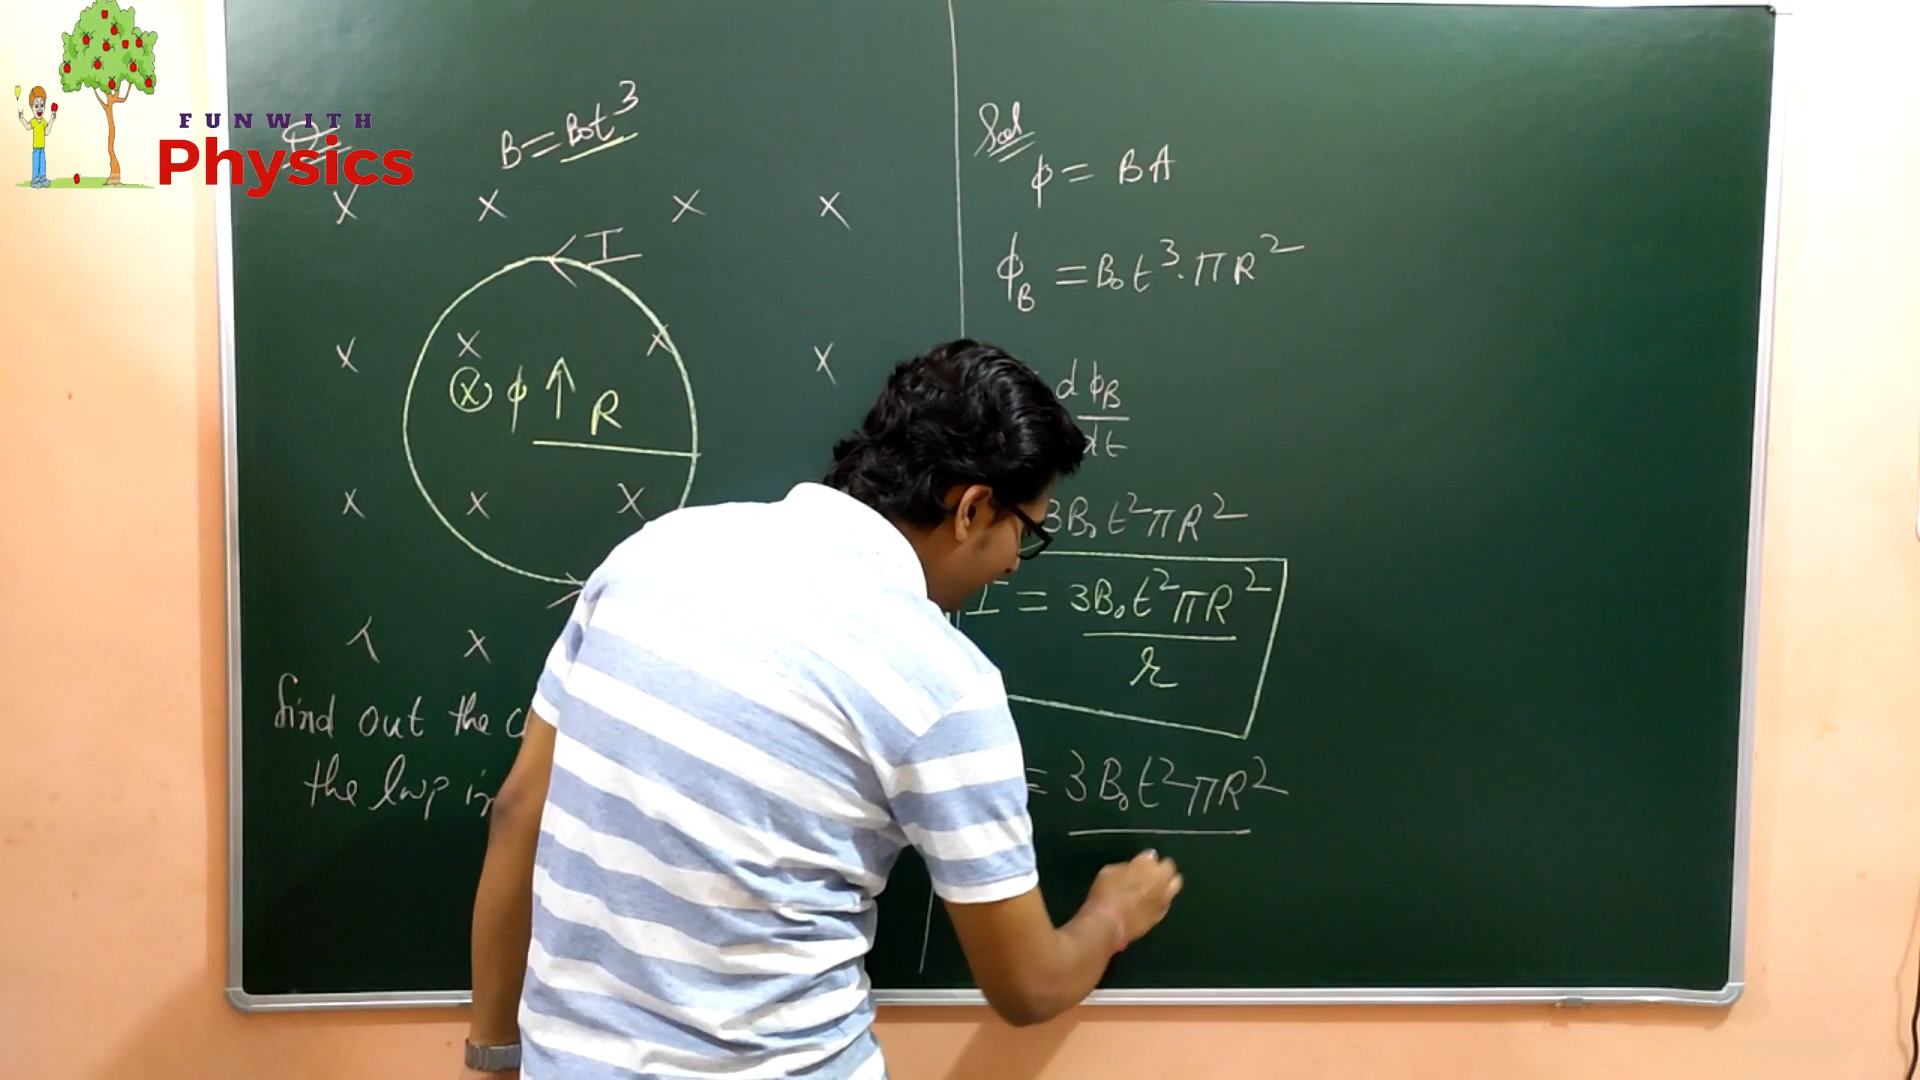 FUN WITH
Physics
B = B₀t³
X X X X
I
X X X X
ⓧ ϕ ↑ R
X X X
X X
find out the
the loop in
Sol
ϕ = BA
ϕ_B = B₀t³.πR²
dϕ_B
dt
3B₀t²πR²
I = 3B₀t²πR²
r
= 3B₀t²πR²